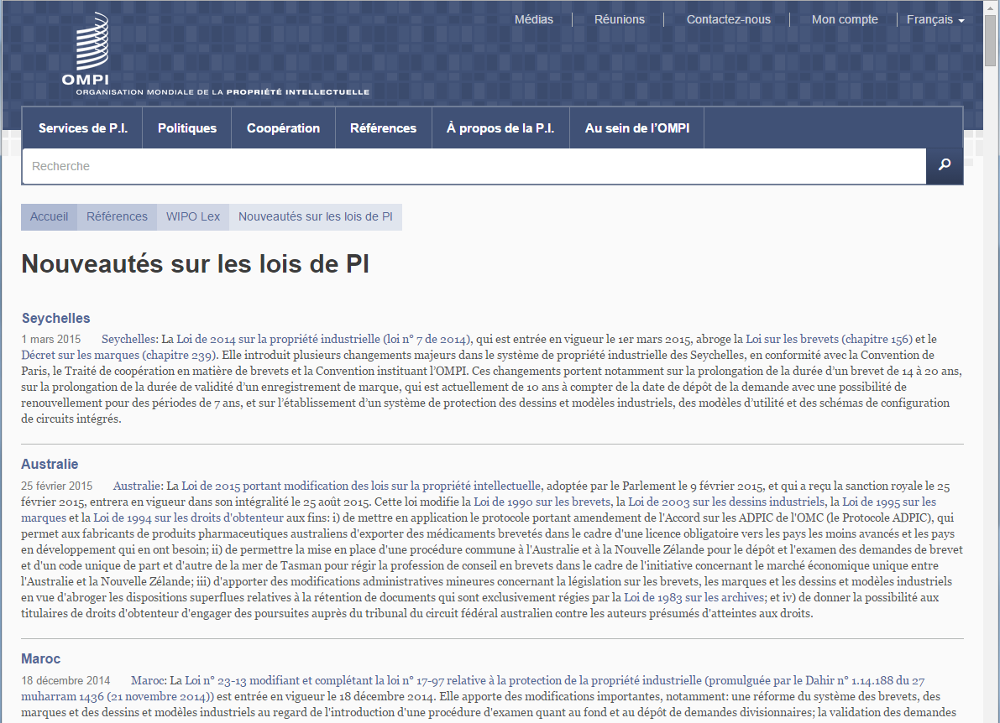 Médias
Réunions
Contactez-nous
Mon compte
Français
OMPI
ORGANISATION MONDIALE DE LA PROPRIÉTÉ INTELLECTUELLE
Services de P.I.
Politiques
Coopération
Références
À propos de la P.I.
Au sein de l’OMPI
Recherche
Accueil
Références
WIPO Lex
Nouveautés sur les lois de PI
Nouveautés sur les lois de PI
Seychelles
1 mars 2015 Seychelles: La Loi de 2014 sur la propriété industrielle (loi n° 7 de 2014), qui est entrée en vigueur le 1er mars 2015, abroge la Loi sur les brevets (chapitre 156) et le
Décret sur les marques (chapitre 239). Elle introduit plusieurs changements majeurs dans le système de propriété industrielle des Seychelles, en conformité avec la Convention de
Paris, le Traité de coopération en matière de brevets et la Convention instituant l’OMPI. Ces changements portent notamment sur la prolongation de la durée d’un brevet de 14 à 20 ans,
sur la prolongation de la durée de validité d’un enregistrement de marque, qui est actuellement de 10 ans à compter de la date de dépôt de la demande avec une possibilité de
renouvellement pour des périodes de 7 ans, et sur l’établissement d’un système de protection des dessins et modèles industriels, des modèles d’utilité et des schémas de configuration
de circuits intégrés.
Australie
25 février 2015 Australie: La Loi de 2015 portant modification des lois sur la propriété intellectuelle, adoptée par le Parlement le 9 février 2015, et qui a reçu la sanction royale le 25
février 2015, entrera en vigueur dans son intégralité le 25 août 2015. Cette loi modifie la Loi de 1990 sur les brevets, la Loi de 2003 sur les dessins industriels, la Loi de 1995 sur les
marques et la Loi de 1994 sur les droits d'obtenteur aux fins: i) de mettre en application le protocole portant amendement de l'Accord sur les ADPIC de l'OMC (le Protocole ADPIC), qui
permet aux fabricants de produits pharmaceutiques australiens d'exporter des médicaments brevetés dans le cadre d'une licence obligatoire vers les pays les moins avancés et les pays
en développement qui en ont besoin; ii) de permettre la mise en place d'une procédure commune à l'Australie et à la Nouvelle Zélande pour le dépôt et l'examen des demandes de brevet
et d'un code unique de part et d'autre de la mer de Tasman pour régir la profession de conseil en brevets dans le cadre de l'initiative concernant le marché économique unique entre
l'Australie et la Nouvelle Zélande; iii) d'apporter des modifications administratives mineures concernant la législation sur les brevets, les marques et les dessins et modèles industriels
en vue d'abroger les dispositions superflues relatives à la rétention de documents qui sont exclusivement régies par la Loi de 1983 sur les archives; et iv) de donner la possibilité aux
titulaires de droits d'obtenteur d'engager des poursuites auprès du tribunal du circuit fédéral australien contre les auteurs présumés d'atteintes aux droits.
Maroc
18 décembre 2014 Maroc: La Loi n° 23-13 modifiant et complétant la loi n° 17-97 relative à la protection de la propriété industrielle (promulguée par le Dahir n° 1.14.188 du 27
muharram 1436 (21 novembre 2014)) est entrée en vigueur le 18 décembre 2014. Elle apporte des modifications importantes, notamment: une réforme du système des brevets, des
marques et des dessins et modèles industriels au regard de l'introduction d'une procédure d'examen quant au fond et au dépôt de demandes divisionnaires; la validation des demandes